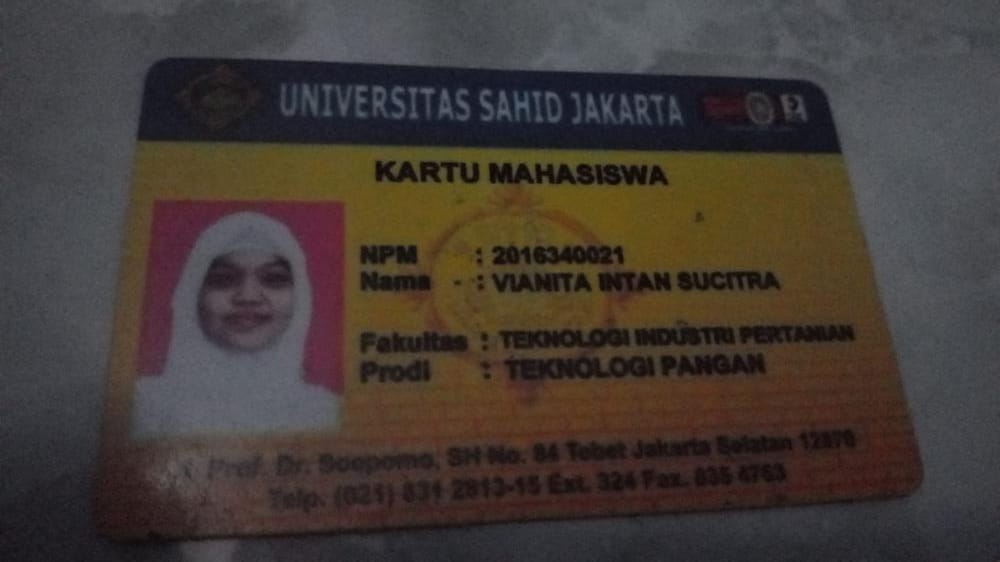 UNIVERSITAS SAHID JAKARTA
KARTU MAHASISWA
NPM : 2016340021
Nama - : VIANITA INTAN SUCITRA
Fakultas : TEKNOLOGI INDUSTRI PERTANIAN
Prodi : TEKNOLOGI PANGAN
Prof. Dr. Soepomo, SH No. 84 Tebet Jakarta Selatan 12870
Telp. (021) 831 2813-15 Ext. 324 Fax. 835 4763